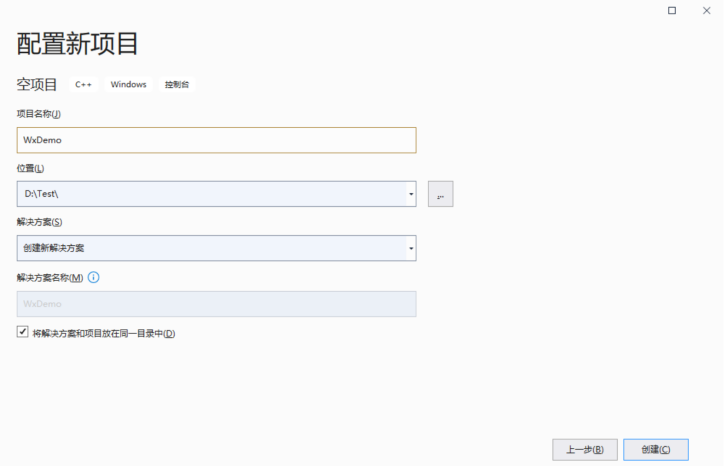 配置新项目
空项目 C++ Windows 控制台
项目名称(J)
WxDemo
位置(L)
D:\Test\
...
解决方案(S)
创建新解决方案
解决方案名称(M)
WxDemo
将解决方案和项目放在同一目录中(D)
上一步(B) 创建(C)